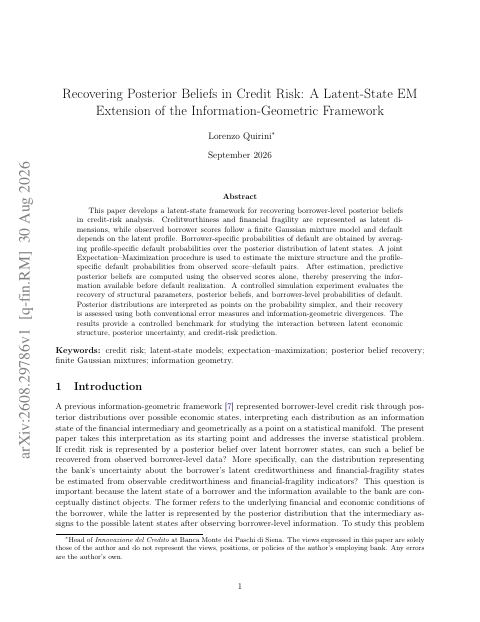 Recovering Posterior Beliefs in Credit Risk: A Latent-State EM
Extension of the Information-Geometric Framework
Lorenzo Quirini*
September 2026
Abstract
This paper develops a latent-state framework for recovering borrower-level posterior beliefs
in credit-risk analysis. Creditworthiness and financial fragility are represented as latent di-
mensions, while observed borrower scores follow a finite Gaussian mixture model and default
depends on the latent profile. Borrower-specific probabilities of default are obtained by averag-
ing profile-specific default probabilities over the posterior distribution of latent states. A joint
Expectation–Maximization procedure is used to estimate the mixture structure and the profile-
specific default probabilities from observed score–default pairs. After estimation, predictive
posterior beliefs are computed using the observed scores alone, thereby preserving the infor-
mation available before default realization. A controlled simulation experiment evaluates the
recovery of structural parameters, posterior beliefs, and borrower-level probabilities of default.
Posterior distributions are interpreted as points on the probability simplex, and their recovery
is assessed using both conventional error measures and information-geometric divergences. The
results provide a controlled benchmark for studying the interaction between latent economic
structure, posterior uncertainty, and credit-risk prediction.
Keywords: credit risk; latent-state models; expectation–maximization; posterior belief recovery;
finite Gaussian mixtures; information geometry.
1 Introduction
A previous information-geometric framework [7] represented borrower-level credit risk through pos-
terior distributions over possible economic states, interpreting each distribution as an information
state of the financial intermediary and geometrically as a point on a statistical manifold. The present
paper takes this interpretation as its starting point and addresses the inverse statistical problem.
If credit risk is represented by a posterior belief over latent borrower states, can such a belief be
recovered from observed borrower-level data? More specifically, can the distribution representing
the bank's uncertainty about the borrower's latent creditworthiness and financial-fragility states
be estimated from observable creditworthiness and financial-fragility indicators? This question is
important because the latent state of a borrower and the information available to the bank are con-
ceptually distinct objects. The former refers to the underlying financial and economic conditions of
the borrower, while the latter is represented by the posterior distribution that the intermediary as-
signs to the possible latent states after observing borrower-level information. To study this problem
*Head of Innovazione del Credito at Banca Monte dei Paschi di Siena. The views expressed in this paper are solely
those of the author and do not represent the views, positions, or policies of the author's employing bank. Any errors
are the author's own.
1
arXiv:2608.29786v1 [q-fin.RM] 30 Aug 2026